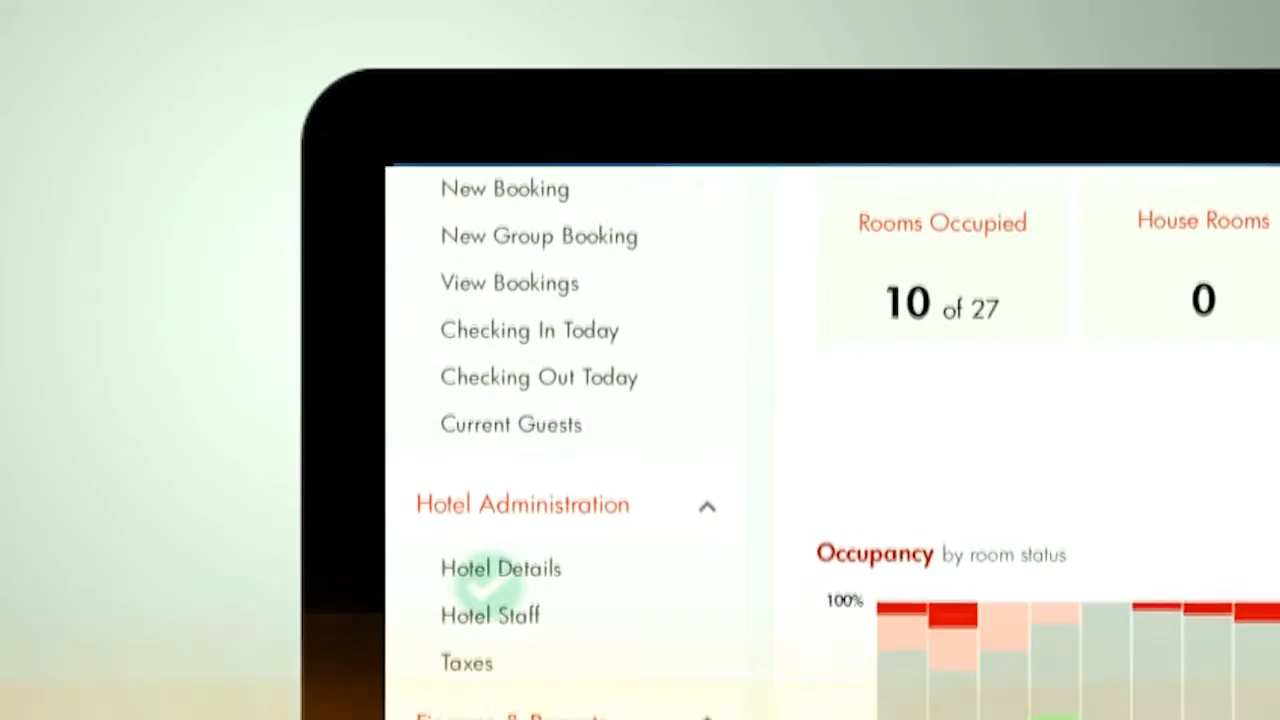 New Booking
New Group Booking
View Bookings
Checking In Today
Checking Out Today
Current Guests
Hotel Administration
Hotel Details
Hotel Staff
Taxes
Rooms Occupied
10 of 27
House Rooms
0
Occupancy by room status
100%